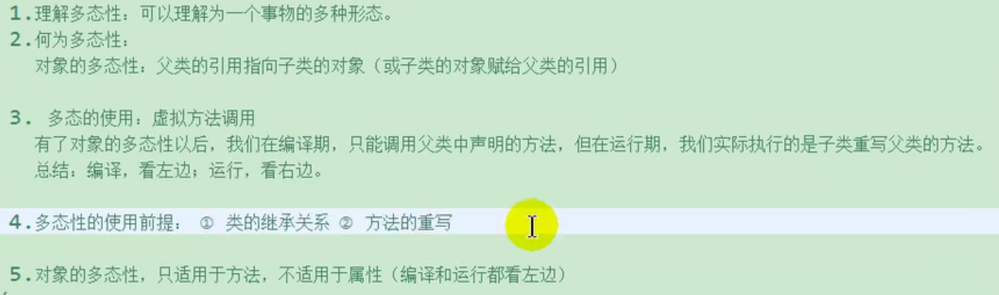 1.理解多态性：可以理解为一个事物的多种形态。
2.何为多态性：
对象的多态性：父类的引用指向子类的对象（或子类的对象赋给父类的引用）
3. 多态的使用：虚拟方法调用
有了对象的多态性以后，我们在编译期，只能调用父类中声明的方法，但在运行期，我们实际执行的是子类重写父类的方法。
总结：编译，看左边；运行，看右边。
4.多态性的使用前提： ① 类的继承关系 ② 方法的重写
5.对象的多态性，只适用于方法，不适用于属性（编译和运行都看左边）